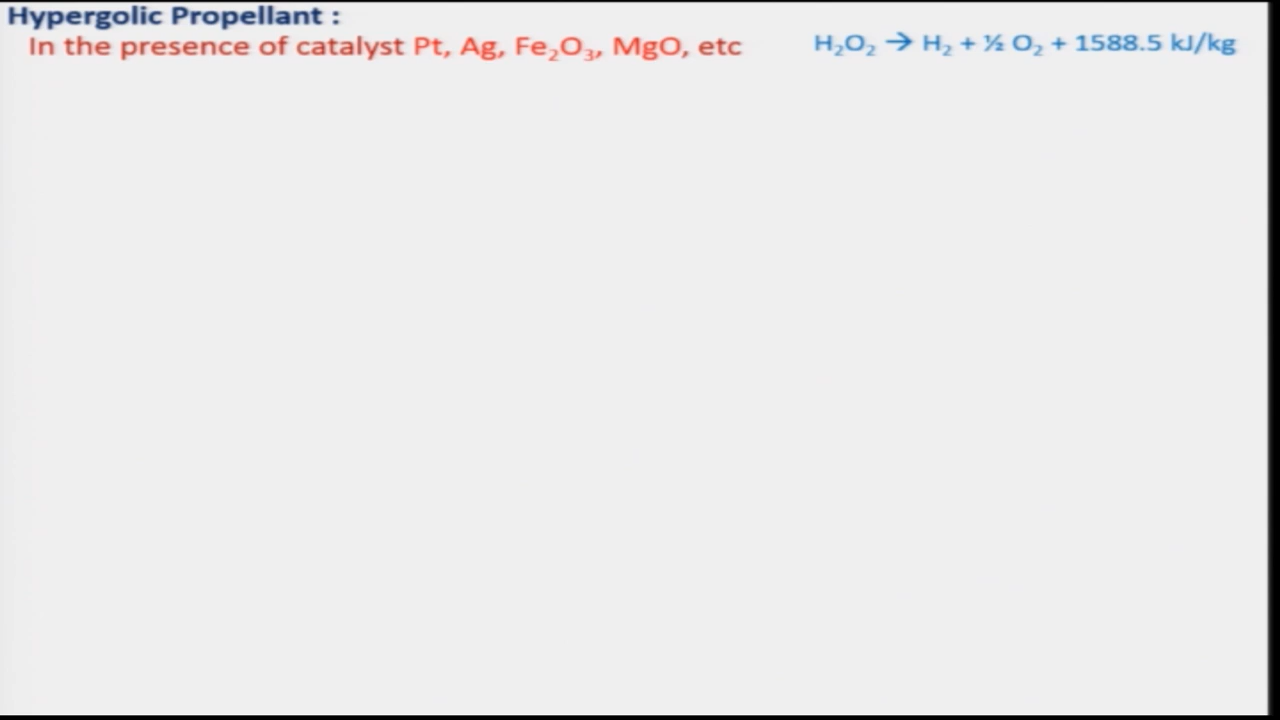 Hypergolic Propellant :
In the presence of catalyst Pt, Ag, Fe₂O₃, MgO, etc
H₂O₂ → H₂ + ½ O₂ + 1588.5 kJ/kg